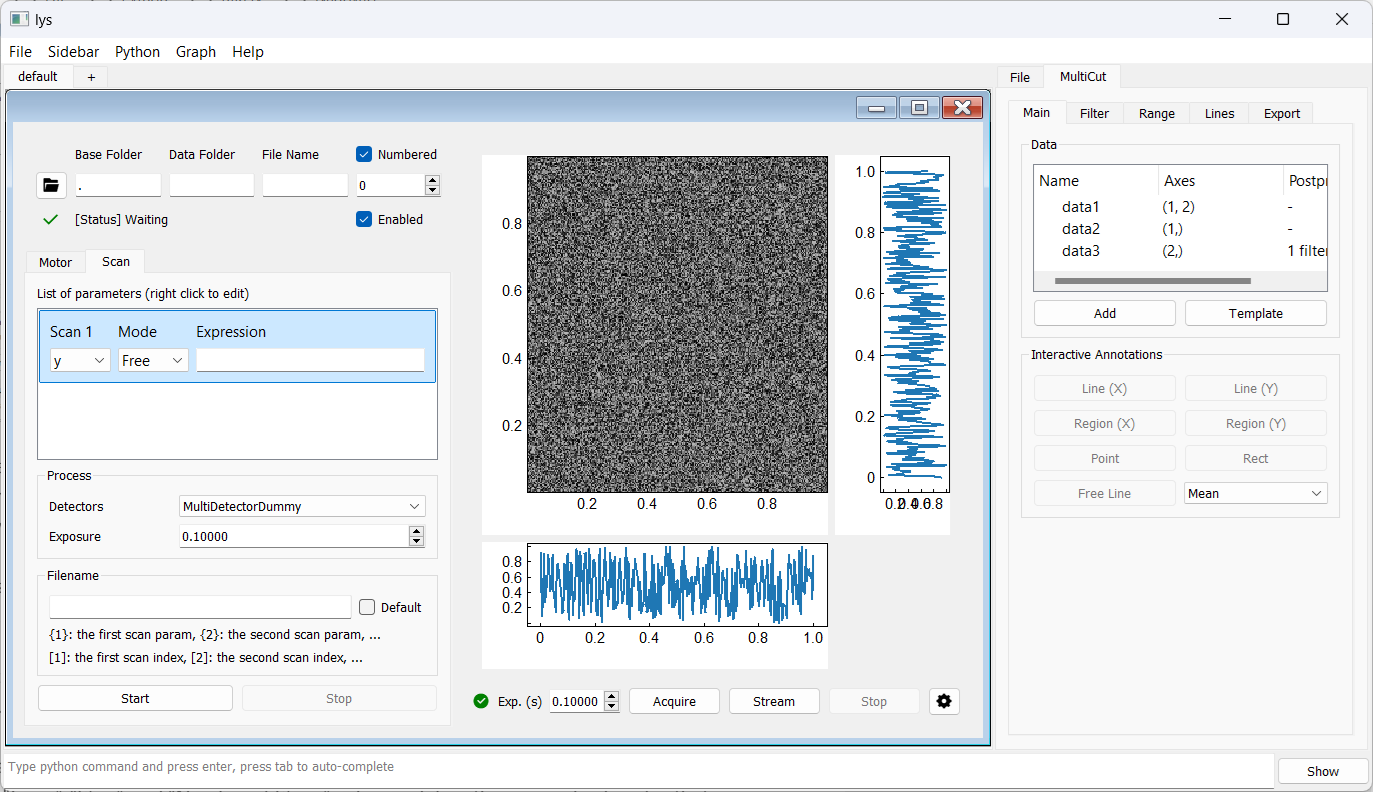 lys
File Sidebar Python Graph Help
default +
File MultiCut
Base Folder Data Folder File Name Numbered
. 0
[Status] Waiting Enabled
Motor Scan
List of parameters (right click to edit)
Scan 1 Mode Expression
y Free
Process
Detectors MultiDetectorDummy
Exposure 0.10000
Filename
Default
{1}: the first scan param, {2}: the second scan param, ...
[1]: the first scan index, [2]: the second scan index, ...
Start Stop
0.8
0.6
0.4
0.2
0.2 0.4 0.6 0.8
1.0
0.8
0.6
0.4
0.2
0
0.2 0.4 0.6 0.8
0.8
0.6
0.4
0.2
0 0.2 0.4 0.6 0.8 1.0
Exp. (s) 0.10000 Acquire Stream Stop
Main Filter Range Lines Export
Data
Name Axes Postpr
data1 (1, 2) -
data2 (1,) -
data3 (2,) 1 filte
Add Template
Interactive Annotations
Line (X) Line (Y)
Region (X) Region (Y)
Point Rect
Free Line Mean
Type python command and press enter, press tab to auto-complete
Show